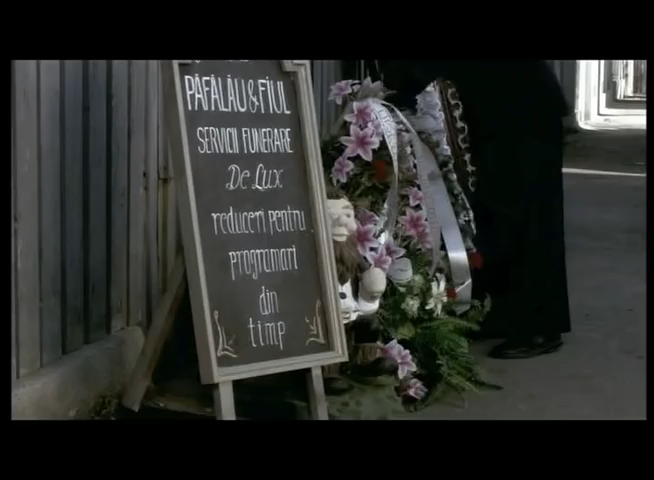 PĂFĂLĂU & FIUL
SERVICII FUNERARE
De Lux
reduceri pentru
programari
din
timp